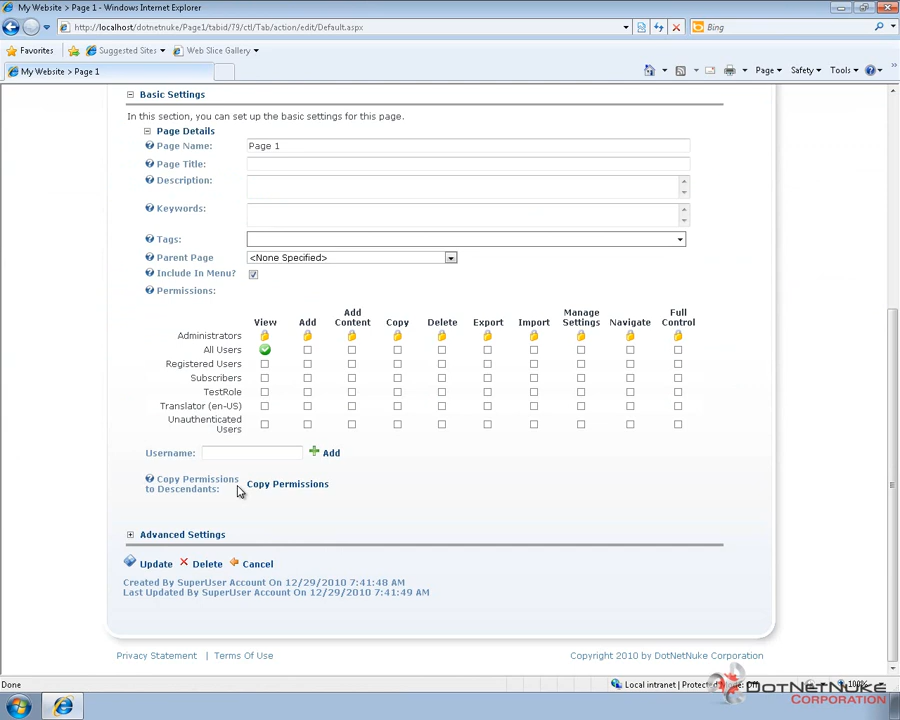 My Website > Page 1 - Windows Internet Explorer
http://localhost/dotnetnuke/Page1/tabid/79/ctl/Tab/action/edit/Default.aspx
Bing
Favorites Suggested Sites Web Slice Gallery
My Website > Page 1
Page Safety Tools
Basic Settings
In this section, you can set up the basic settings for this page.
Page Details
Page Name: Page 1
Page Title:
Description:
Keywords:
Tags:
Parent Page <None Specified>
Include In Menu?
Permissions:
View Add Add Content Copy Delete Export Import Manage Settings Navigate Full Control
Administrators
All Users
Registered Users
Subscribers
TestRole
Translator (en-US)
Unauthenticated
Users
Username: Add
Copy Permissions
to Descendants: Copy Permissions
Advanced Settings
Update Delete Cancel
Created By SuperUser Account On 12/29/2010 7:41:48 AM
Last Updated By SuperUser Account On 12/29/2010 7:41:49 AM
Privacy Statement | Terms Of Use Copyright 2010 by DotNetNuke Corporation
Done Local intranet | Protected Off 100%
DOTNETNUKE
CORPORATION